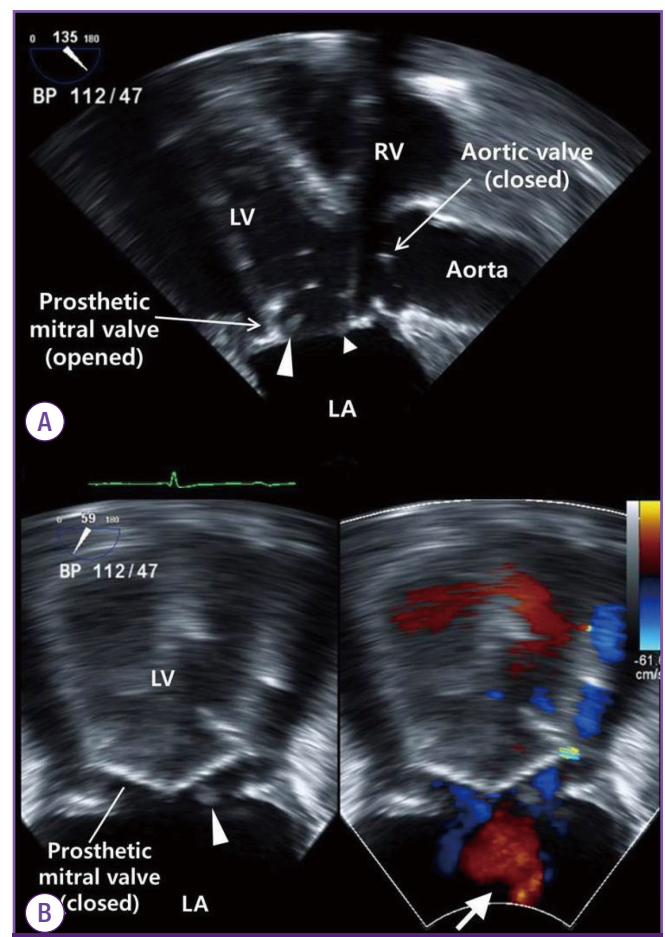 0 135 180
BP 112/47
RV
Aortic valve
(closed)
LV
Aorta
Prosthetic
mitral valve
(opened)
LA
A
0 59 180
BP 112/47
LV
-61.6
cm/s
Prosthetic
mitral valve
(closed)
LA
B